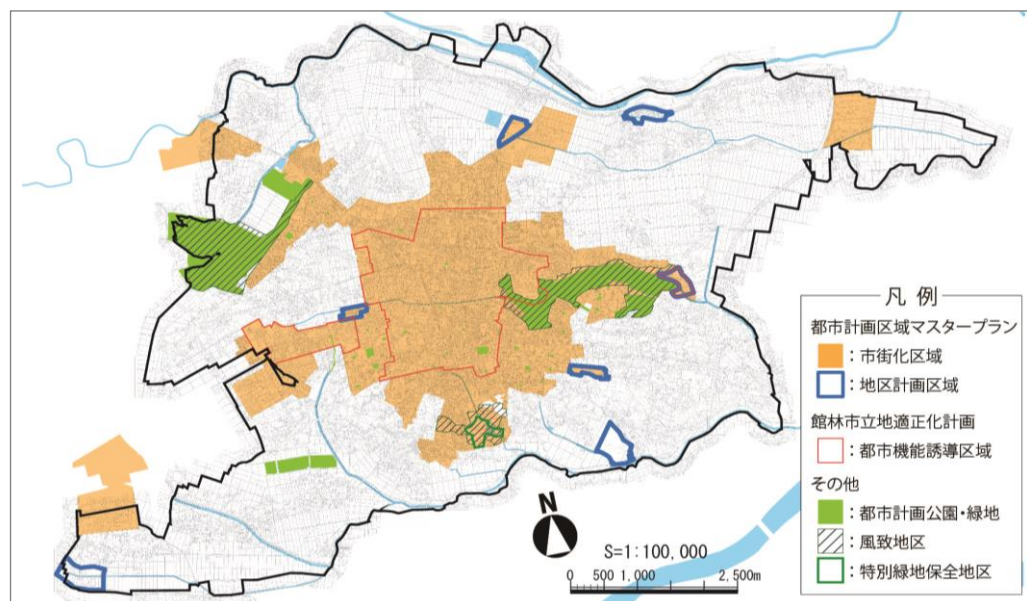 凡 例
都市計画区域マスタープラン
：市街化区域
：地区計画区域
館林市立地適正化計画
：都市機能誘導区域
その他
：都市計画公園・緑地
：風致地区
：特別緑地保全地区
N
S=1：100,000
0 500 1,000 2,500m